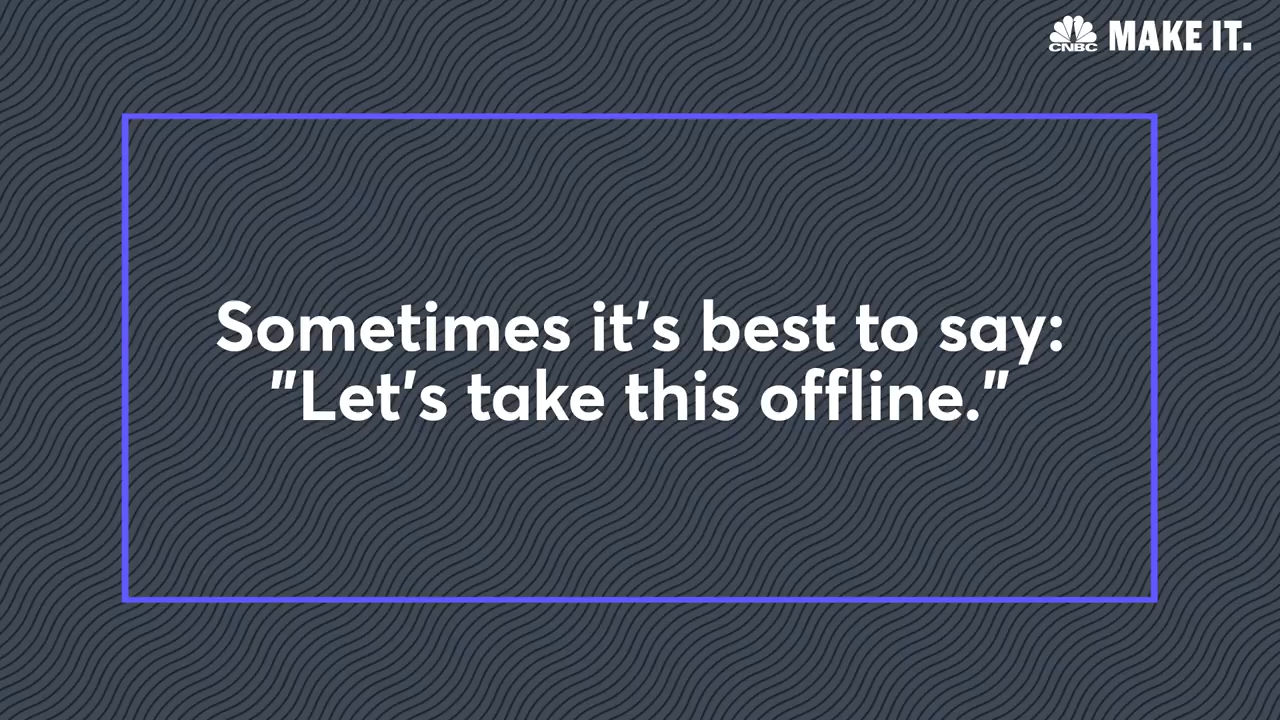 CNBC MAKE IT.
Sometimes it's best to say:
"Let's take this offline."